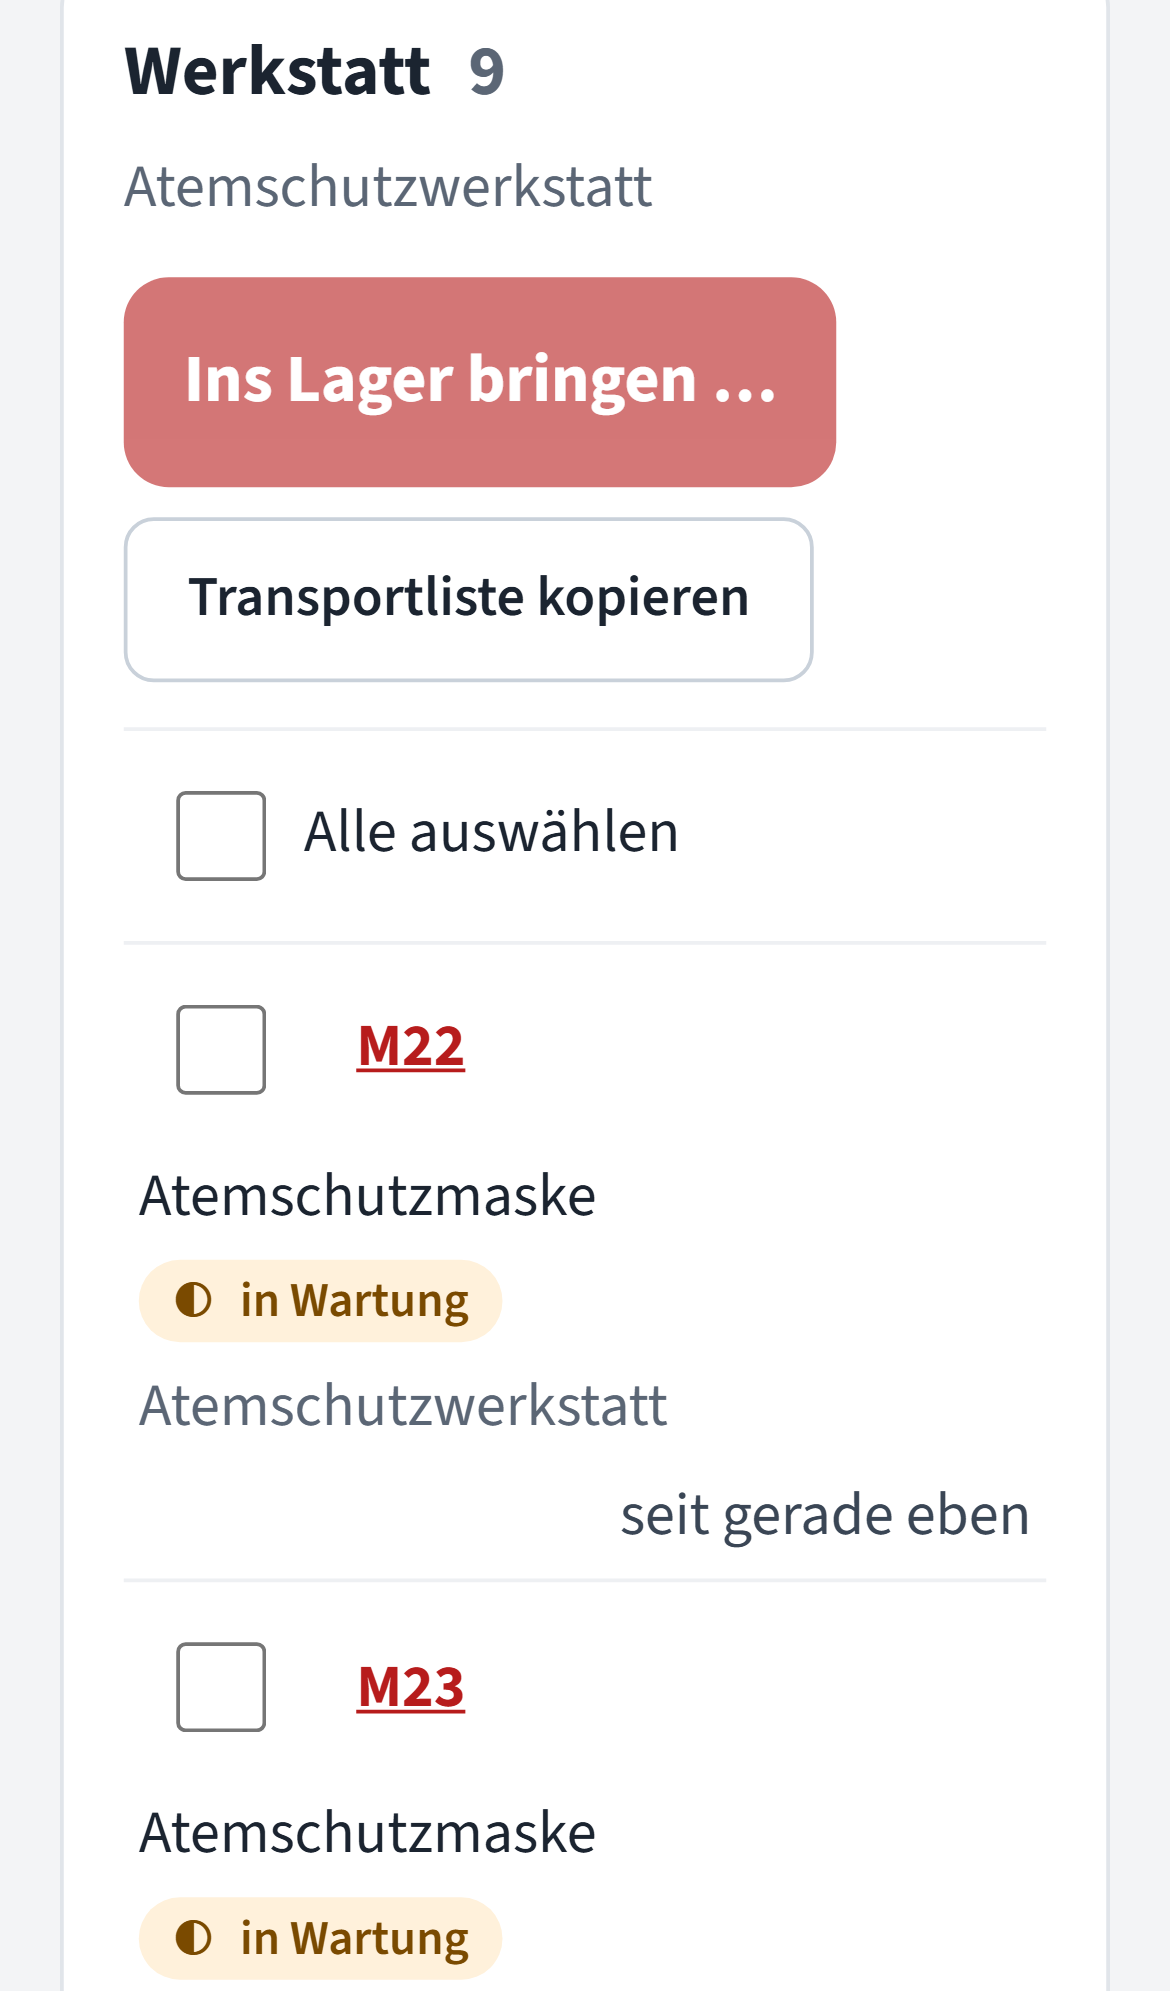 Werkstatt 9
Atemschutzwerkstatt
Ins Lager bringen …
Transportliste kopieren
Alle auswählen
M22
Atemschutzmaske
in Wartung
Atemschutzwerkstatt
seit gerade eben
M23
Atemschutzmaske
in Wartung